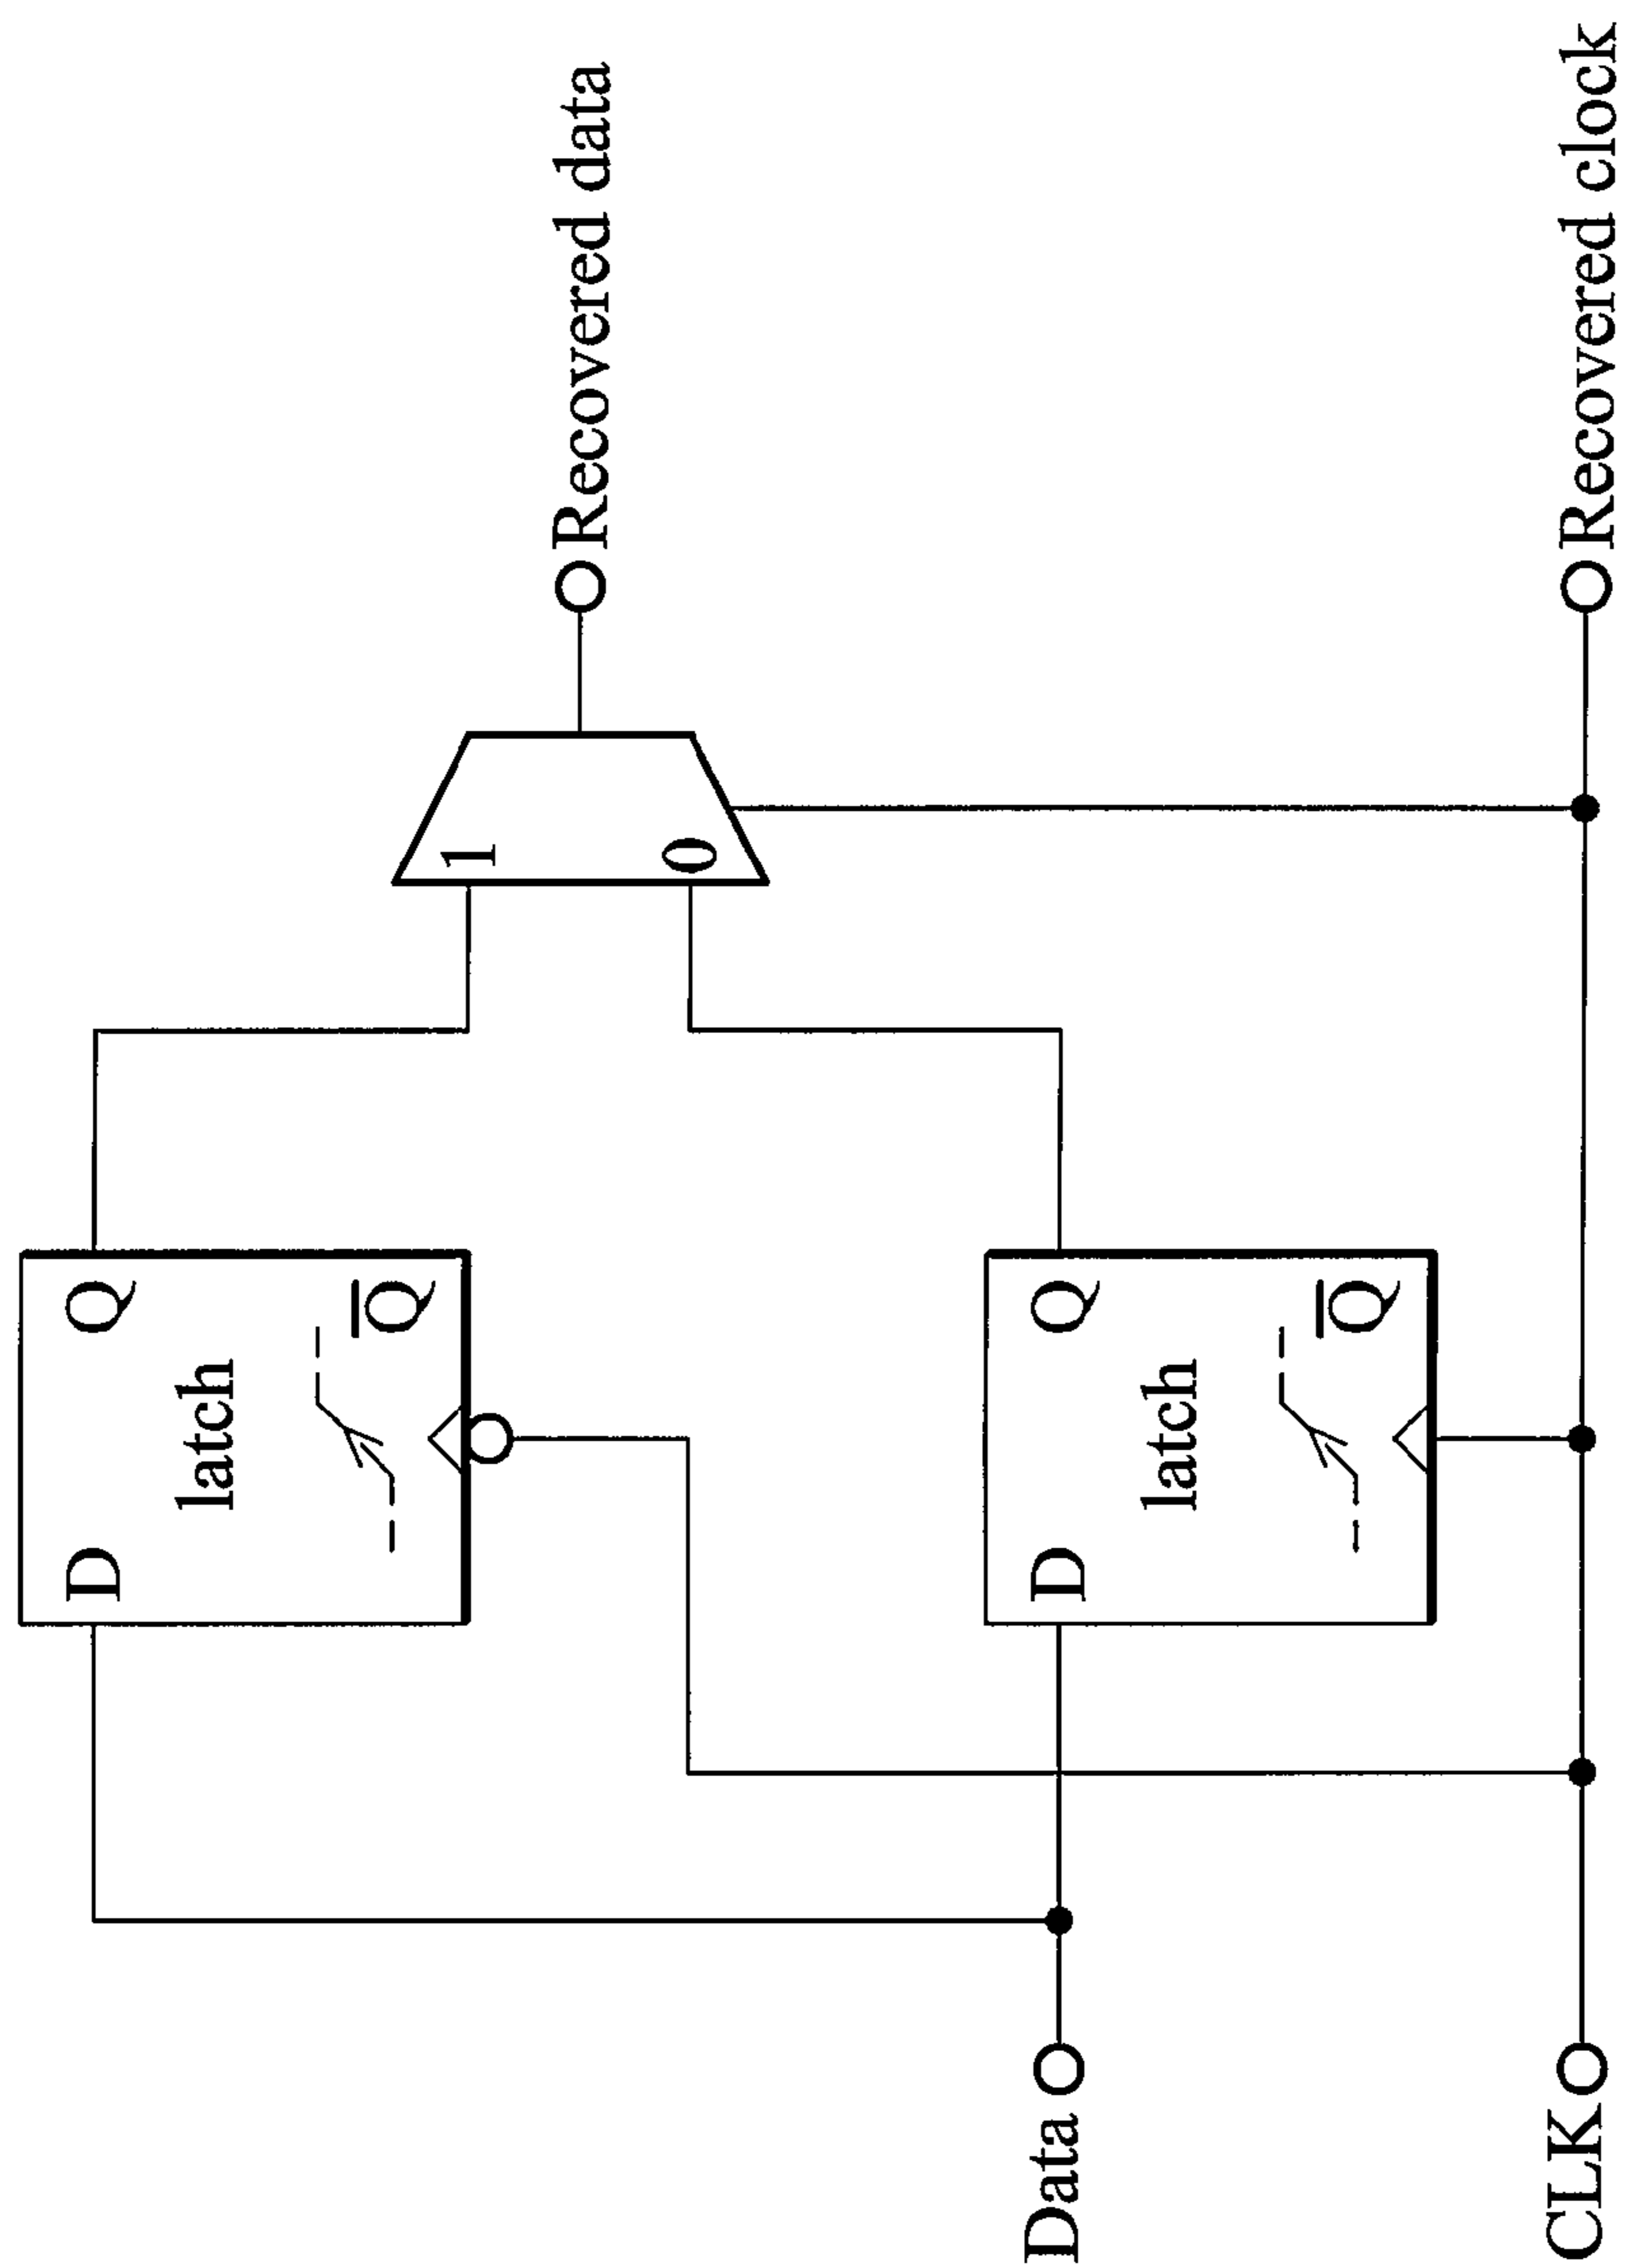 D
Q
latch
Q̅
1
0
Recovered data
Data
D
Q
latch
Q̅
CLK
Recovered clock